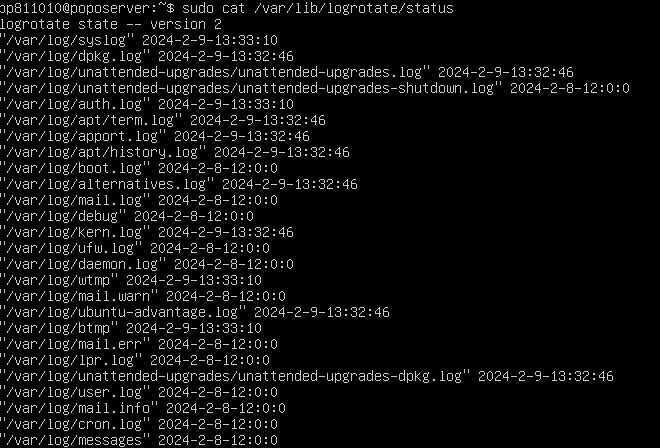 pp811010@poposerver:~$ sudo cat /var/lib/logrotate/status
logrotate state -- version 2
"/var/log/syslog" 2024-2-9-13:33:10
"/var/log/dpkg.log" 2024-2-9-13:32:46
"/var/log/unattended-upgrades/unattended-upgrades.log" 2024-2-9-13:32:46
"/var/log/unattended-upgrades/unattended-upgrades-shutdown.log" 2024-2-8-12:0:0
"/var/log/auth.log" 2024-2-9-13:33:10
"/var/log/apt/term.log" 2024-2-9-13:32:46
"/var/log/apport.log" 2024-2-9-13:32:46
"/var/log/apt/history.log" 2024-2-9-13:32:46
"/var/log/boot.log" 2024-2-8-12:0:0
"/var/log/alternatives.log" 2024-2-9-13:32:46
"/var/log/mail.log" 2024-2-8-12:0:0
"/var/log/debug" 2024-2-8-12:0:0
"/var/log/kern.log" 2024-2-9-13:32:46
"/var/log/ufw.log" 2024-2-8-12:0:0
"/var/log/daemon.log" 2024-2-8-12:0:0
"/var/log/wtmp" 2024-2-9-13:33:10
"/var/log/mail.warn" 2024-2-8-12:0:0
"/var/log/ubuntu-advantage.log" 2024-2-9-13:32:46
"/var/log/btmp" 2024-2-9-13:33:10
"/var/log/mail.err" 2024-2-8-12:0:0
"/var/log/lpr.log" 2024-2-8-12:0:0
"/var/log/unattended-upgrades/unattended-upgrades-dpkg.log" 2024-2-9-13:32:46
"/var/log/user.log" 2024-2-8-12:0:0
"/var/log/mail.info" 2024-2-8-12:0:0
"/var/log/cron.log" 2024-2-8-12:0:0
"/var/log/messages" 2024-2-8-12:0:0